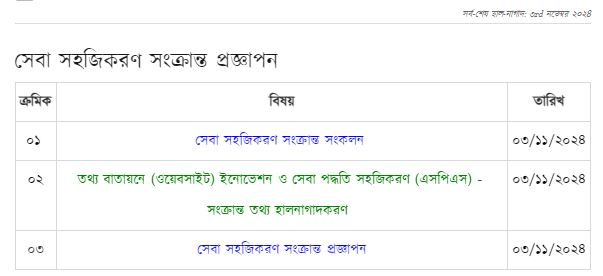 সর্ব-শেষ হাল-নাগাদ: ৩rd নভেম্বর ২০২৪
সেবা সহজিকরণ সংক্রান্ত প্রজ্ঞাপন
ক্রমিক বিষয় তারিখ
০১ সেবা সহজিকরণ সংক্রান্ত সংকলন ০৩/১১/২০২৪
০২ তথ্য বাতায়নে (ওয়েবসাইট) ইনোভেশন ও সেবা পদ্ধতি সহজিকরণ (এসপিএস) - ০৩/১১/২০২৪
সংক্রান্ত তথ্য হালনাগাদকরণ
০৩ সেবা সহজিকরণ সংক্রান্ত প্রজ্ঞাপন ০৩/১১/২০২৪